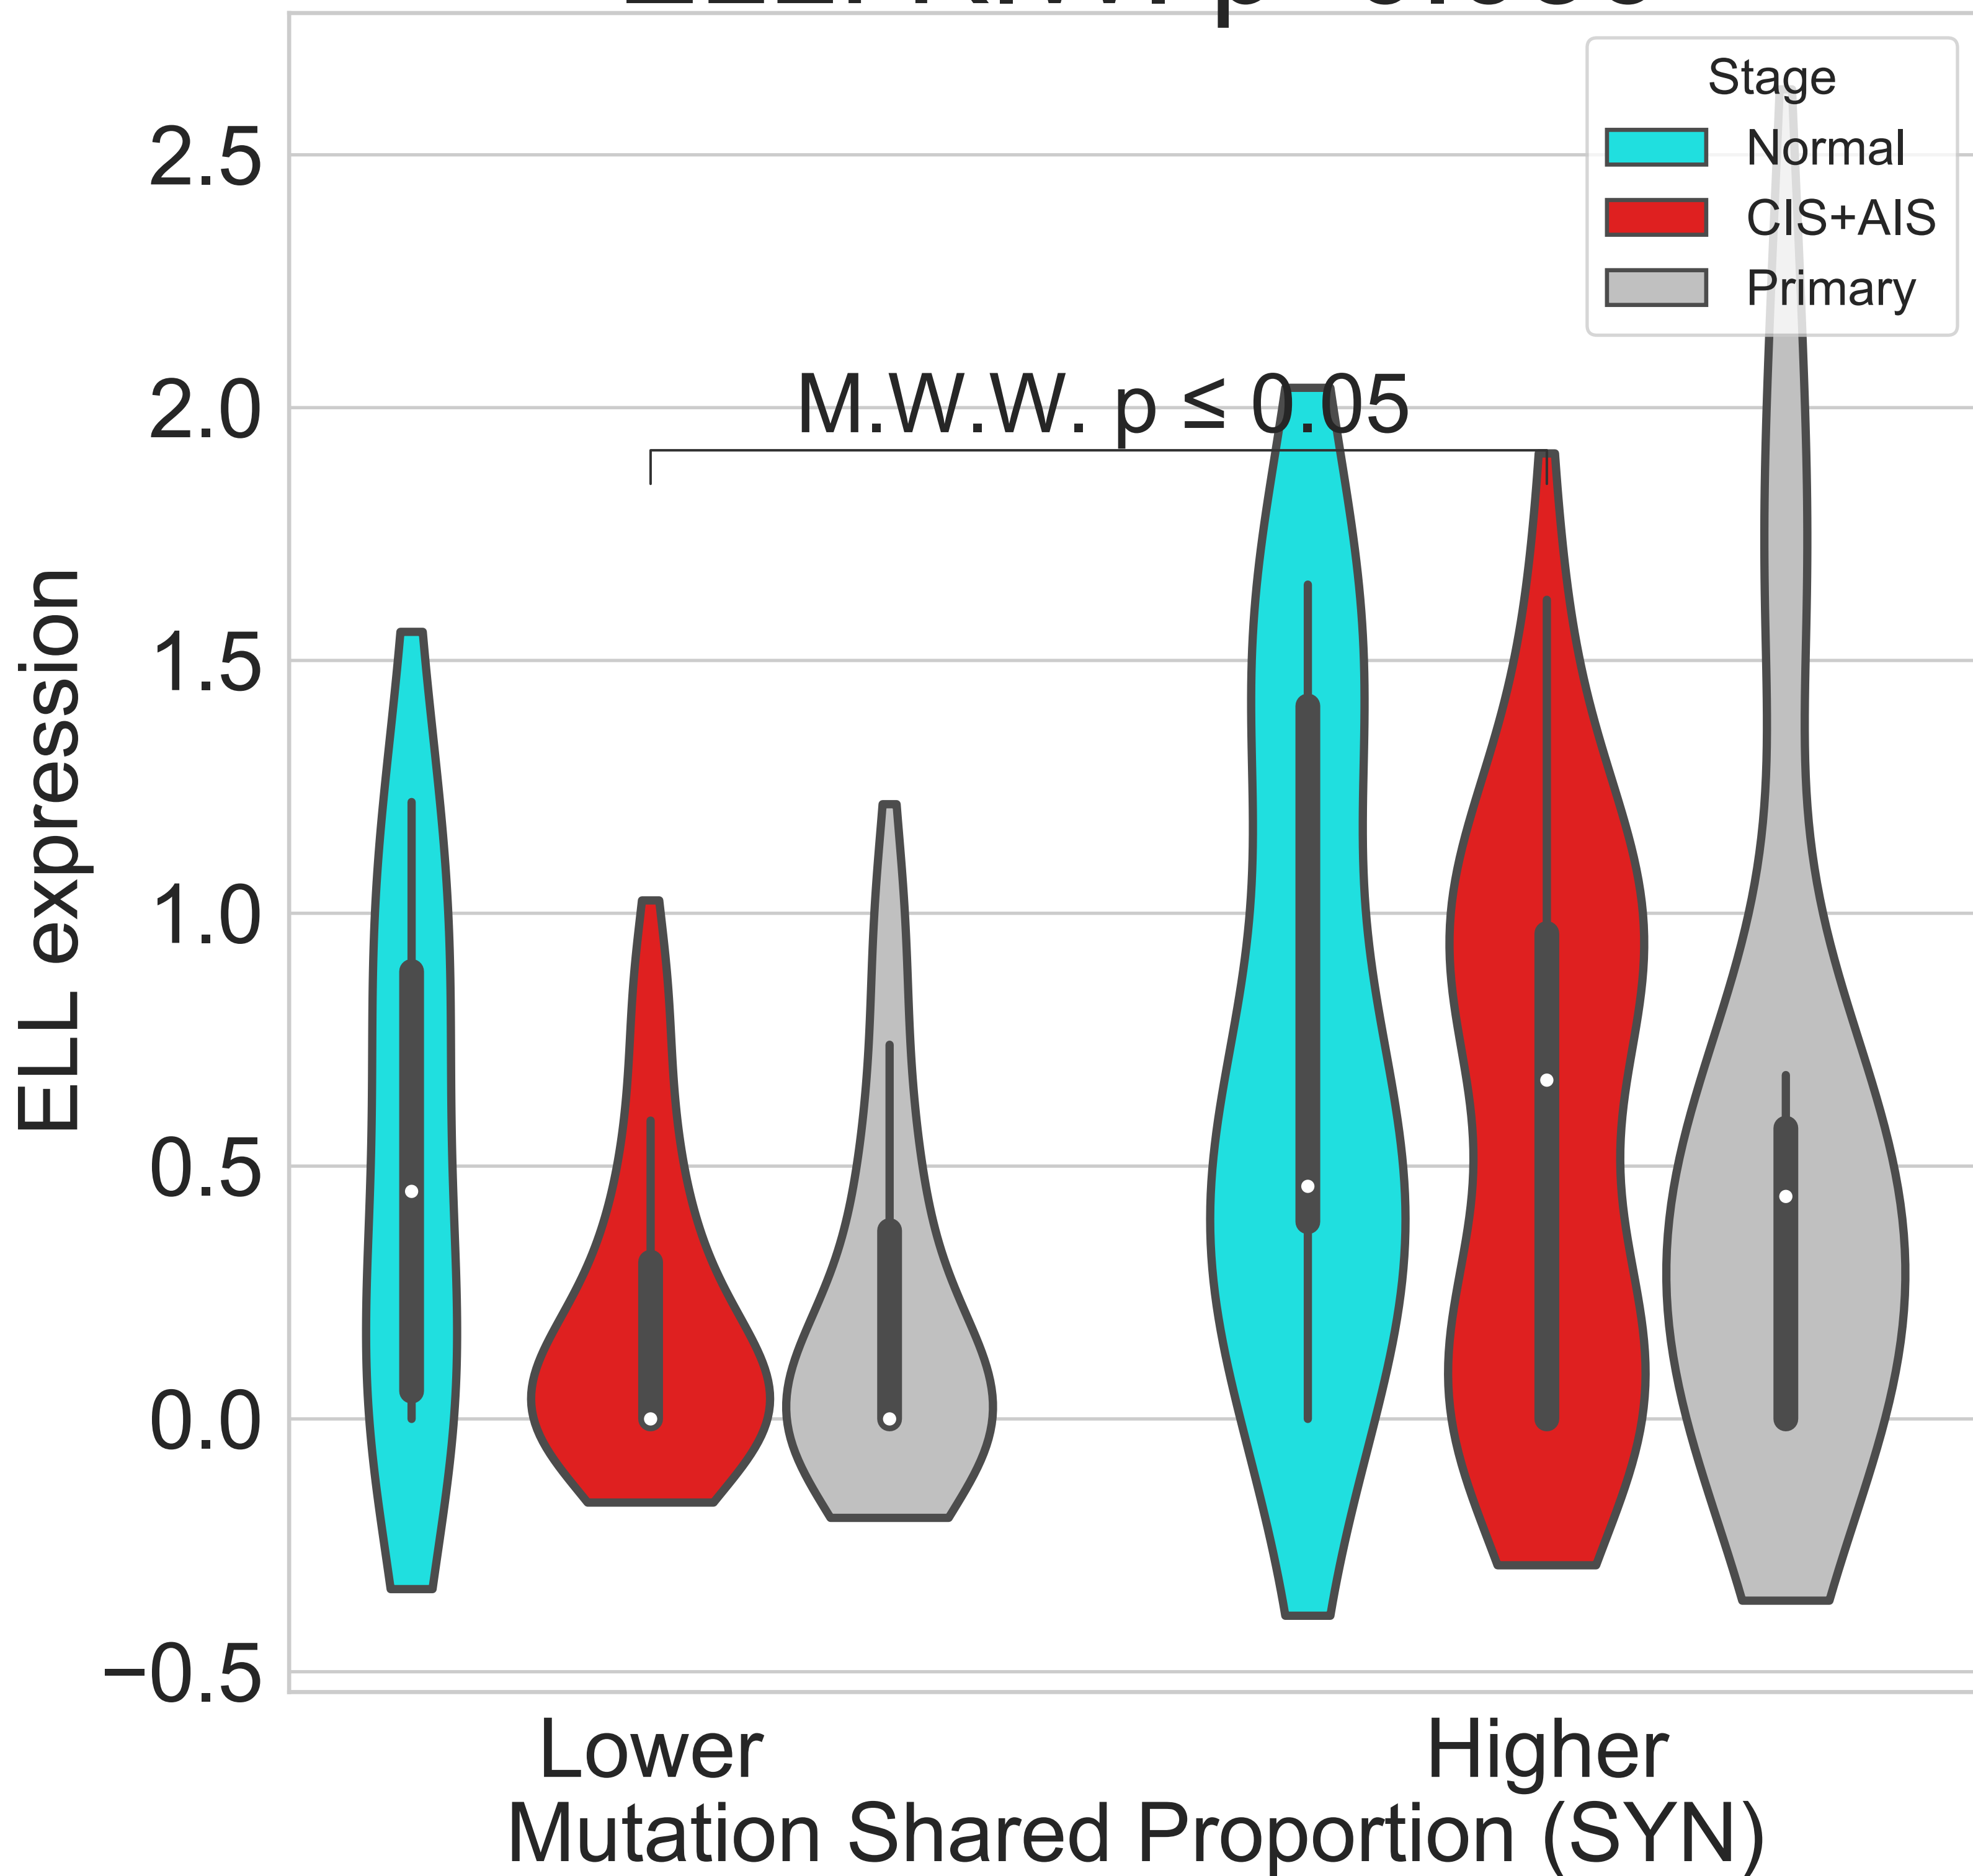 Stage
Normal
CIS+AIS
Primary
M.W.W. p ≤ 0.05
2.5
2.0
1.5
1.0
0.5
0.0
−0.5
ELL expression
Lower
Higher
Mutation Shared Proportion (SYN)